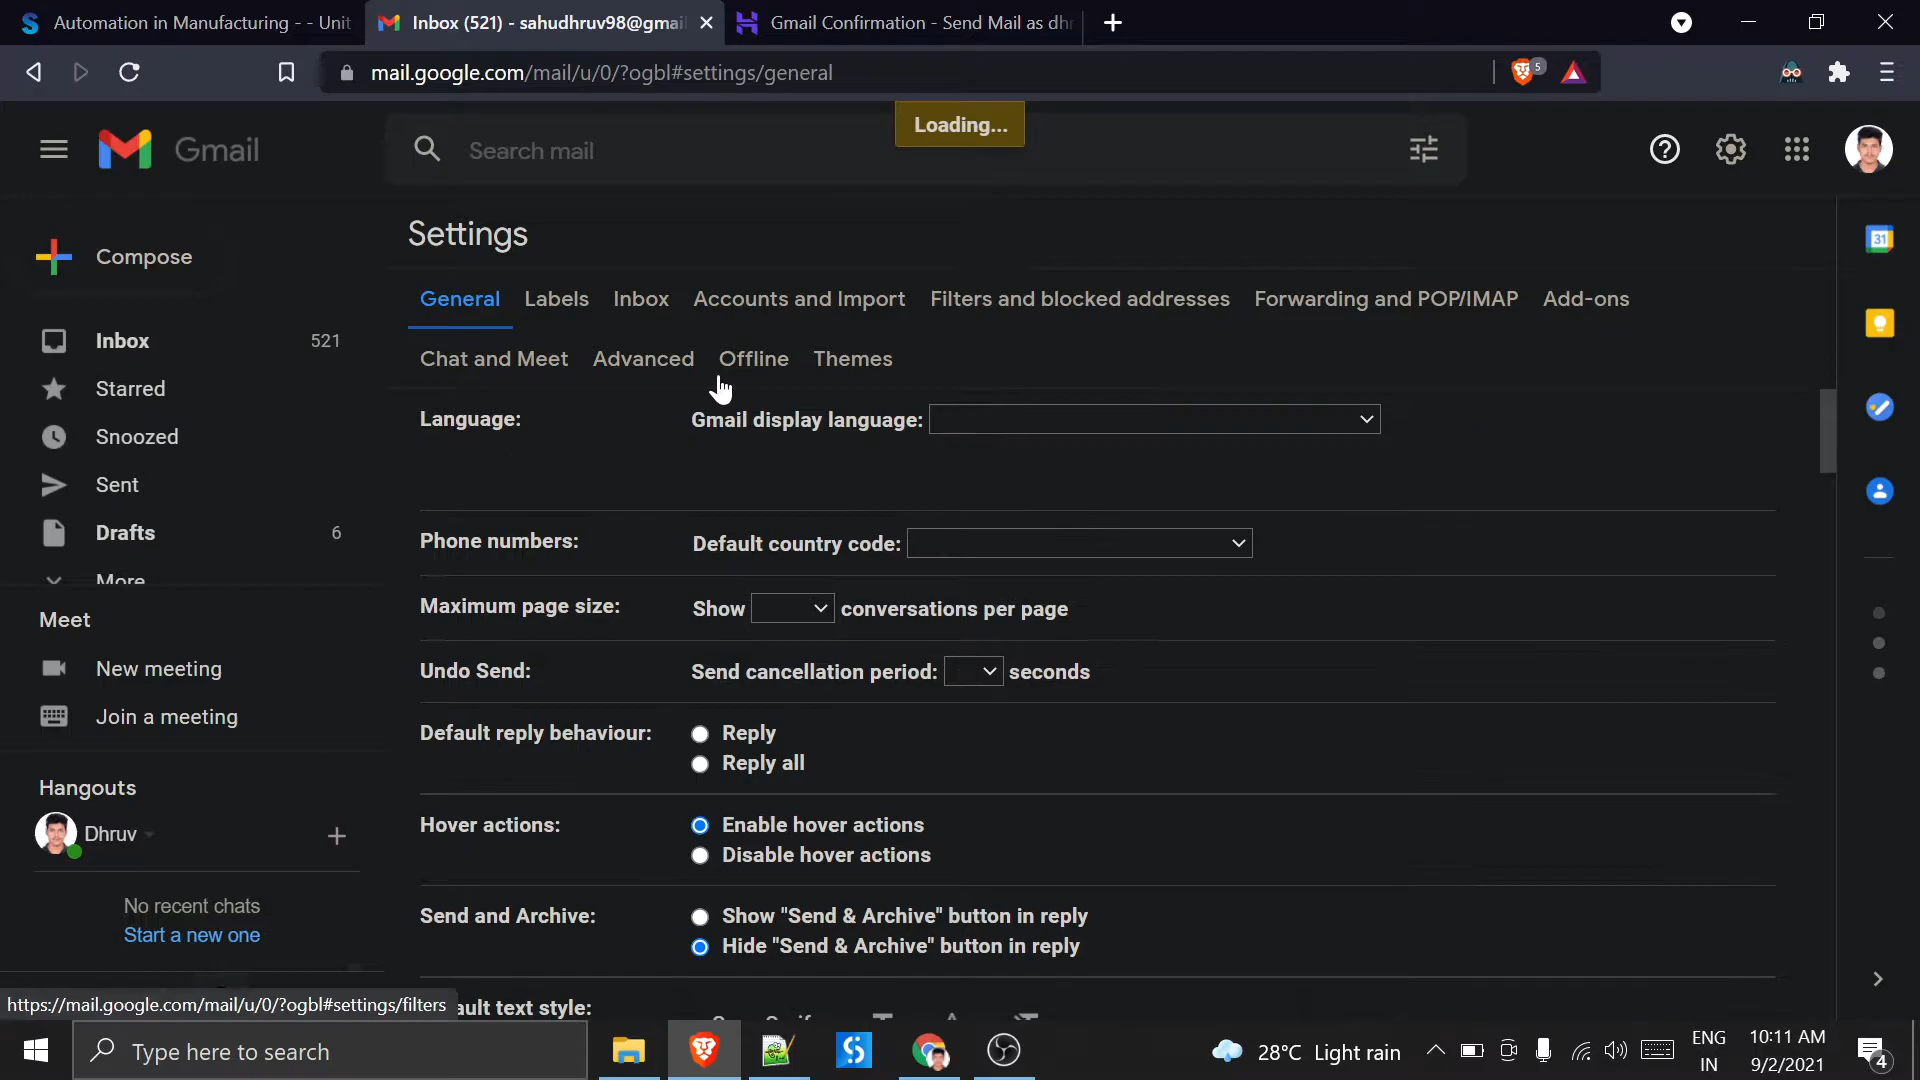 Automation in Manufacturing - - Unit
Inbox (521) - sahudhruv98@gmai
Gmail Confirmation - Send Mail as dhr
mail.google.com/mail/u/0/?ogbl#settings/general
5
Loading...
Gmail
Search mail
Settings
Compose
31
General Labels Inbox Accounts and Import Filters and blocked addresses Forwarding and POP/IMAP Add-ons
Chat and Meet Advanced Offline Themes
Inbox 521
Starred
Snoozed
Sent
Drafts 6
More
Language: Gmail display language:
Phone numbers: Default country code:
Maximum page size: Show conversations per page
Undo Send: Send cancellation period: seconds
Default reply behaviour: Reply
Reply all
Hover actions: Enable hover actions
Disable hover actions
Send and Archive: Show "Send & Archive" button in reply
Hide "Send & Archive" button in reply
ault text style:
Meet
New meeting
Join a meeting
Hangouts
Dhruv
No recent chats
Start a new one
https://mail.google.com/mail/u/0/?ogbl#settings/filters
Type here to search
28°C Light rain
ENG
IN
10:11 AM
9/2/2021
4